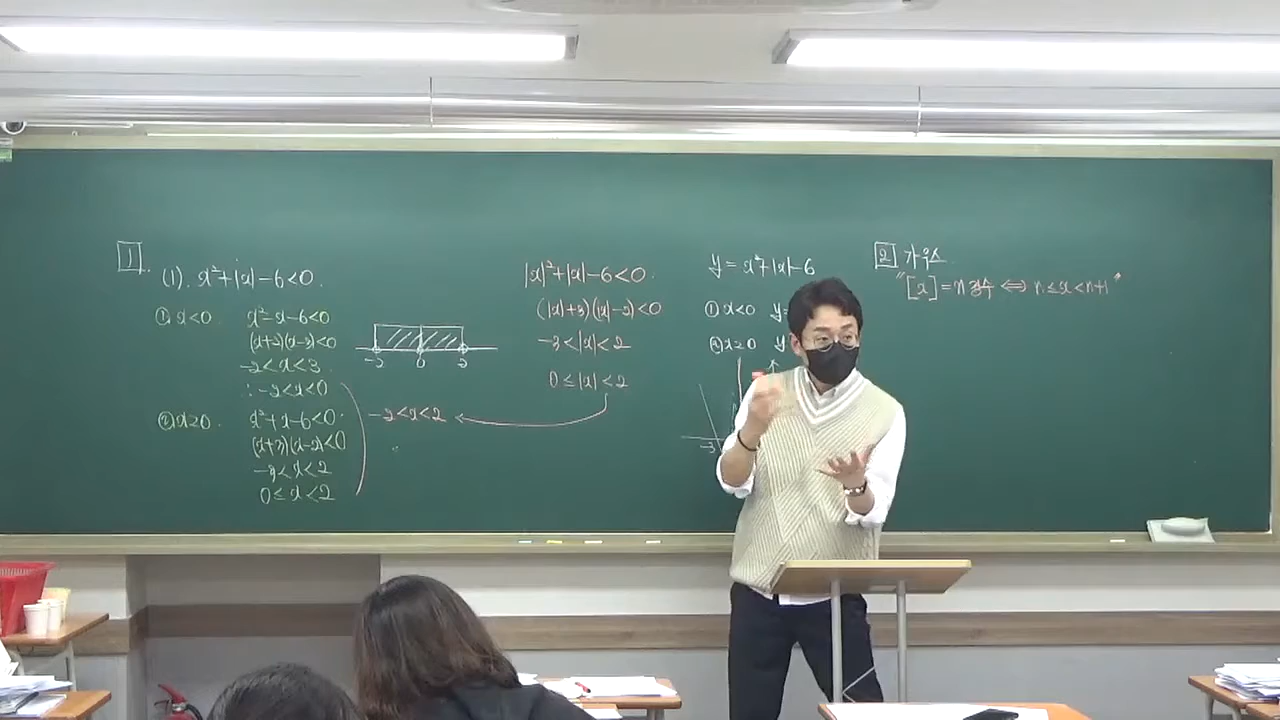 1
(1). x²+|x|-6<0.
① x<0
x²-x-6<0
(x+2)(x-3)<0
-2<x<3
∴ -2<x<0
② x≥0.
x²+x-6<0
(x+3)(x-2)<0
-3<x<2
0≤x<2
-2 0 2
-2<x<2
|x|²+|x|-6<0.
(|x|+3)(|x|-2)<0
-3<|x|<2
0≤|x|<2
y=x²+|x|-6
① x<0 y=
② x≥0 y
-3
2 가우스
"[x]=n 정수 ⇔ n≤x<n+1"